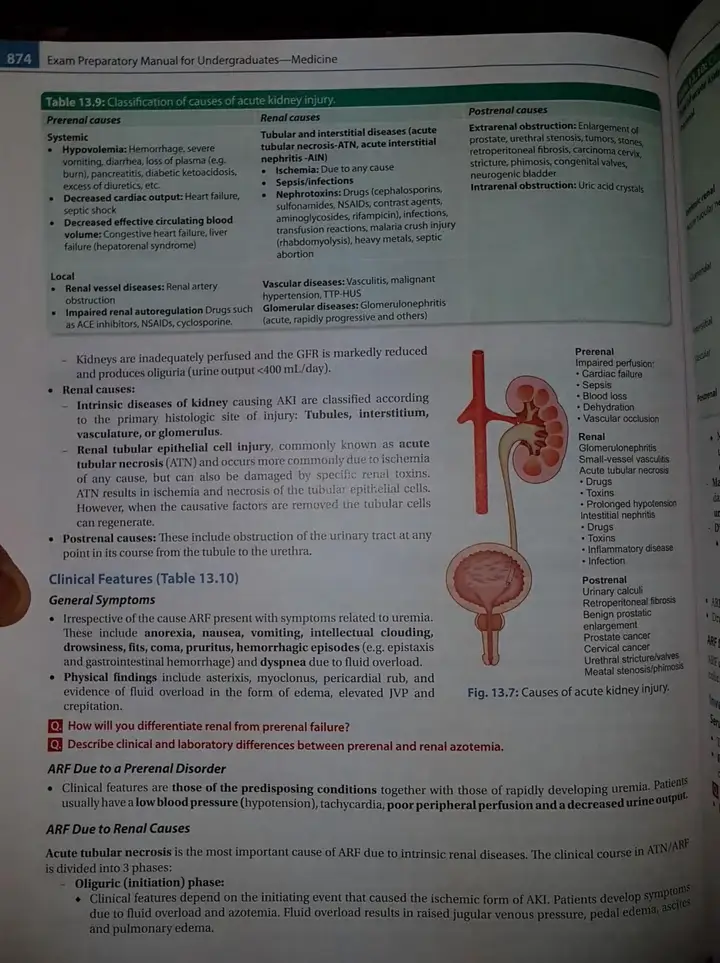 874 Exam Preparatory Manual for Undergraduates—Medicine
Table 13.9: Classification of causes of acute kidney injury.
Prerenal causes
Systemic
• Hypovolemia: Hemorrhage, severe
vomiting, diarrhea, loss of plasma (e.g.
burn), pancreatitis, diabetic ketoacidosis,
excess of diuretics, etc.
• Decreased cardiac output: Heart failure,
septic shock
• Decreased effective circulating blood
volume: Congestive heart failure, liver
failure (hepatorenal syndrome)
Local
• Renal vessel diseases: Renal artery
obstruction
• Impaired renal autoregulation Drugs such
as ACE inhibitors, NSAIDs, cyclosporine.
Renal causes
Tubular and interstitial diseases (acute
tubular necrosis-ATN, acute interstitial
nephritis -AIN)
• Ischemia: Due to any cause
• Sepsis/infections
• Nephrotoxins: Drugs (cephalosporins,
sulfonamides, NSAIDs, contrast agents,
aminoglycosides, rifampicin), infections,
transfusion reactions, malaria crush injury
(rhabdomyolysis), heavy metals, septic
abortion
Vascular diseases: Vasculitis, malignant
hypertension, TTP-HUS
Glomerular diseases: Glomerulonephritis
(acute, rapidly progressive and others)
Postrenal causes
Extrarenal obstruction: Enlargement of
prostate, urethral stenosis, tumors, stones,
retroperitoneal fibrosis, carcinoma cervix,
stricture, phimosis, congenital valves,
neurogenic bladder
Intrarenal obstruction: Uric acid crystals
– Kidneys are inadequately perfused and the GFR is markedly reduced
and produces oliguria (urine output <400 mL/day).
• Renal causes:
– Intrinsic diseases of kidney causing AKI are classified according
to the primary histologic site of injury: Tubules, interstitium,
vasculature, or glomerulus.
– Renal tubular epithelial cell injury, commonly known as acute
tubular necrosis (ATN) and occurs more commonly due to ischemia
of any cause, but can also be damaged by specific renal toxins.
ATN results in ischemia and necrosis of the tubular epithelial cells.
However, when the causative factors are removed the tubular cells
can regenerate.
• Postrenal causes: These include obstruction of the urinary tract at any
point in its course from the tubule to the urethra.
Clinical Features (Table 13.10)
General Symptoms
• Irrespective of the cause ARF present with symptoms related to uremia.
These include anorexia, nausea, vomiting, intellectual clouding,
drowsiness, fits, coma, pruritus, hemorrhagic episodes (e.g. epistaxis
and gastrointestinal hemorrhage) and dyspnea due to fluid overload.
• Physical findings include asterixis, myoclonus, pericardial rub, and
evidence of fluid overload in the form of edema, elevated JVP and
crepitation.
Prerenal
Impaired perfusion:
• Cardiac failure
• Sepsis
• Blood loss
• Dehydration
• Vascular occlusion
Renal
Glomerulonephritis
Small-vessel vasculitis
Acute tubular necrosis
• Drugs
• Toxins
• Prolonged hypotension
Intestitial nephritis
• Drugs
• Toxins
• Inflammatory disease
• Infection
Postrenal
Urinary calculi
Retroperitoneal fibrosis
Benign prostatic
enlargement
Prostate cancer
Cervical cancer
Urethral stricture/valves
Meatal stenosis/phimosis
Fig. 13.7: Causes of acute kidney injury.
Q. How will you differentiate renal from prerenal failure?
Q. Describe clinical and laboratory differences between prerenal and renal azotemia.
ARF Due to a Prerenal Disorder
• Clinical features are those of the predisposing conditions together with those of rapidly developing uremia. Patients
usually have a low blood pressure (hypotension), tachycardia, poor peripheral perfusion and a decreased urine output.
ARF Due to Renal Causes
Acute tubular necrosis is the most important cause of ARF due to intrinsic renal diseases. The clinical course in ATN/ARF
is divided into 3 phases:
– Oliguric (initiation) phase:
◆ Clinical features depend on the initiating event that caused the ischemic form of AKI. Patients develop symptoms
due to fluid overload and azotemia. Fluid overload results in raised jugular venous pressure, pedal edema, ascites
and pulmonary edema.